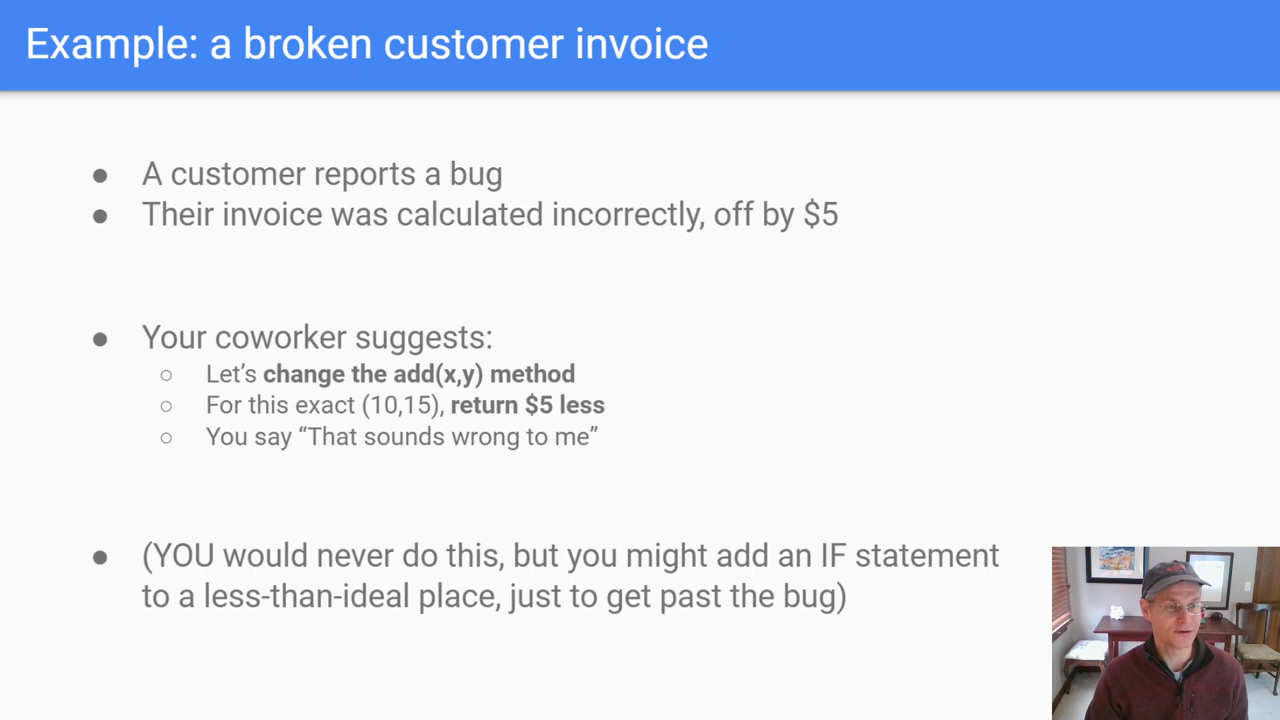 Example: a broken customer invoice
● A customer reports a bug
● Their invoice was calculated incorrectly, off by $5
● Your coworker suggests:
○ Let’s change the add(x,y) method
○ For this exact (10,15), return $5 less
○ You say “That sounds wrong to me”
● (YOU would never do this, but you might add an IF statement
to a less-than-ideal place, just to get past the bug)